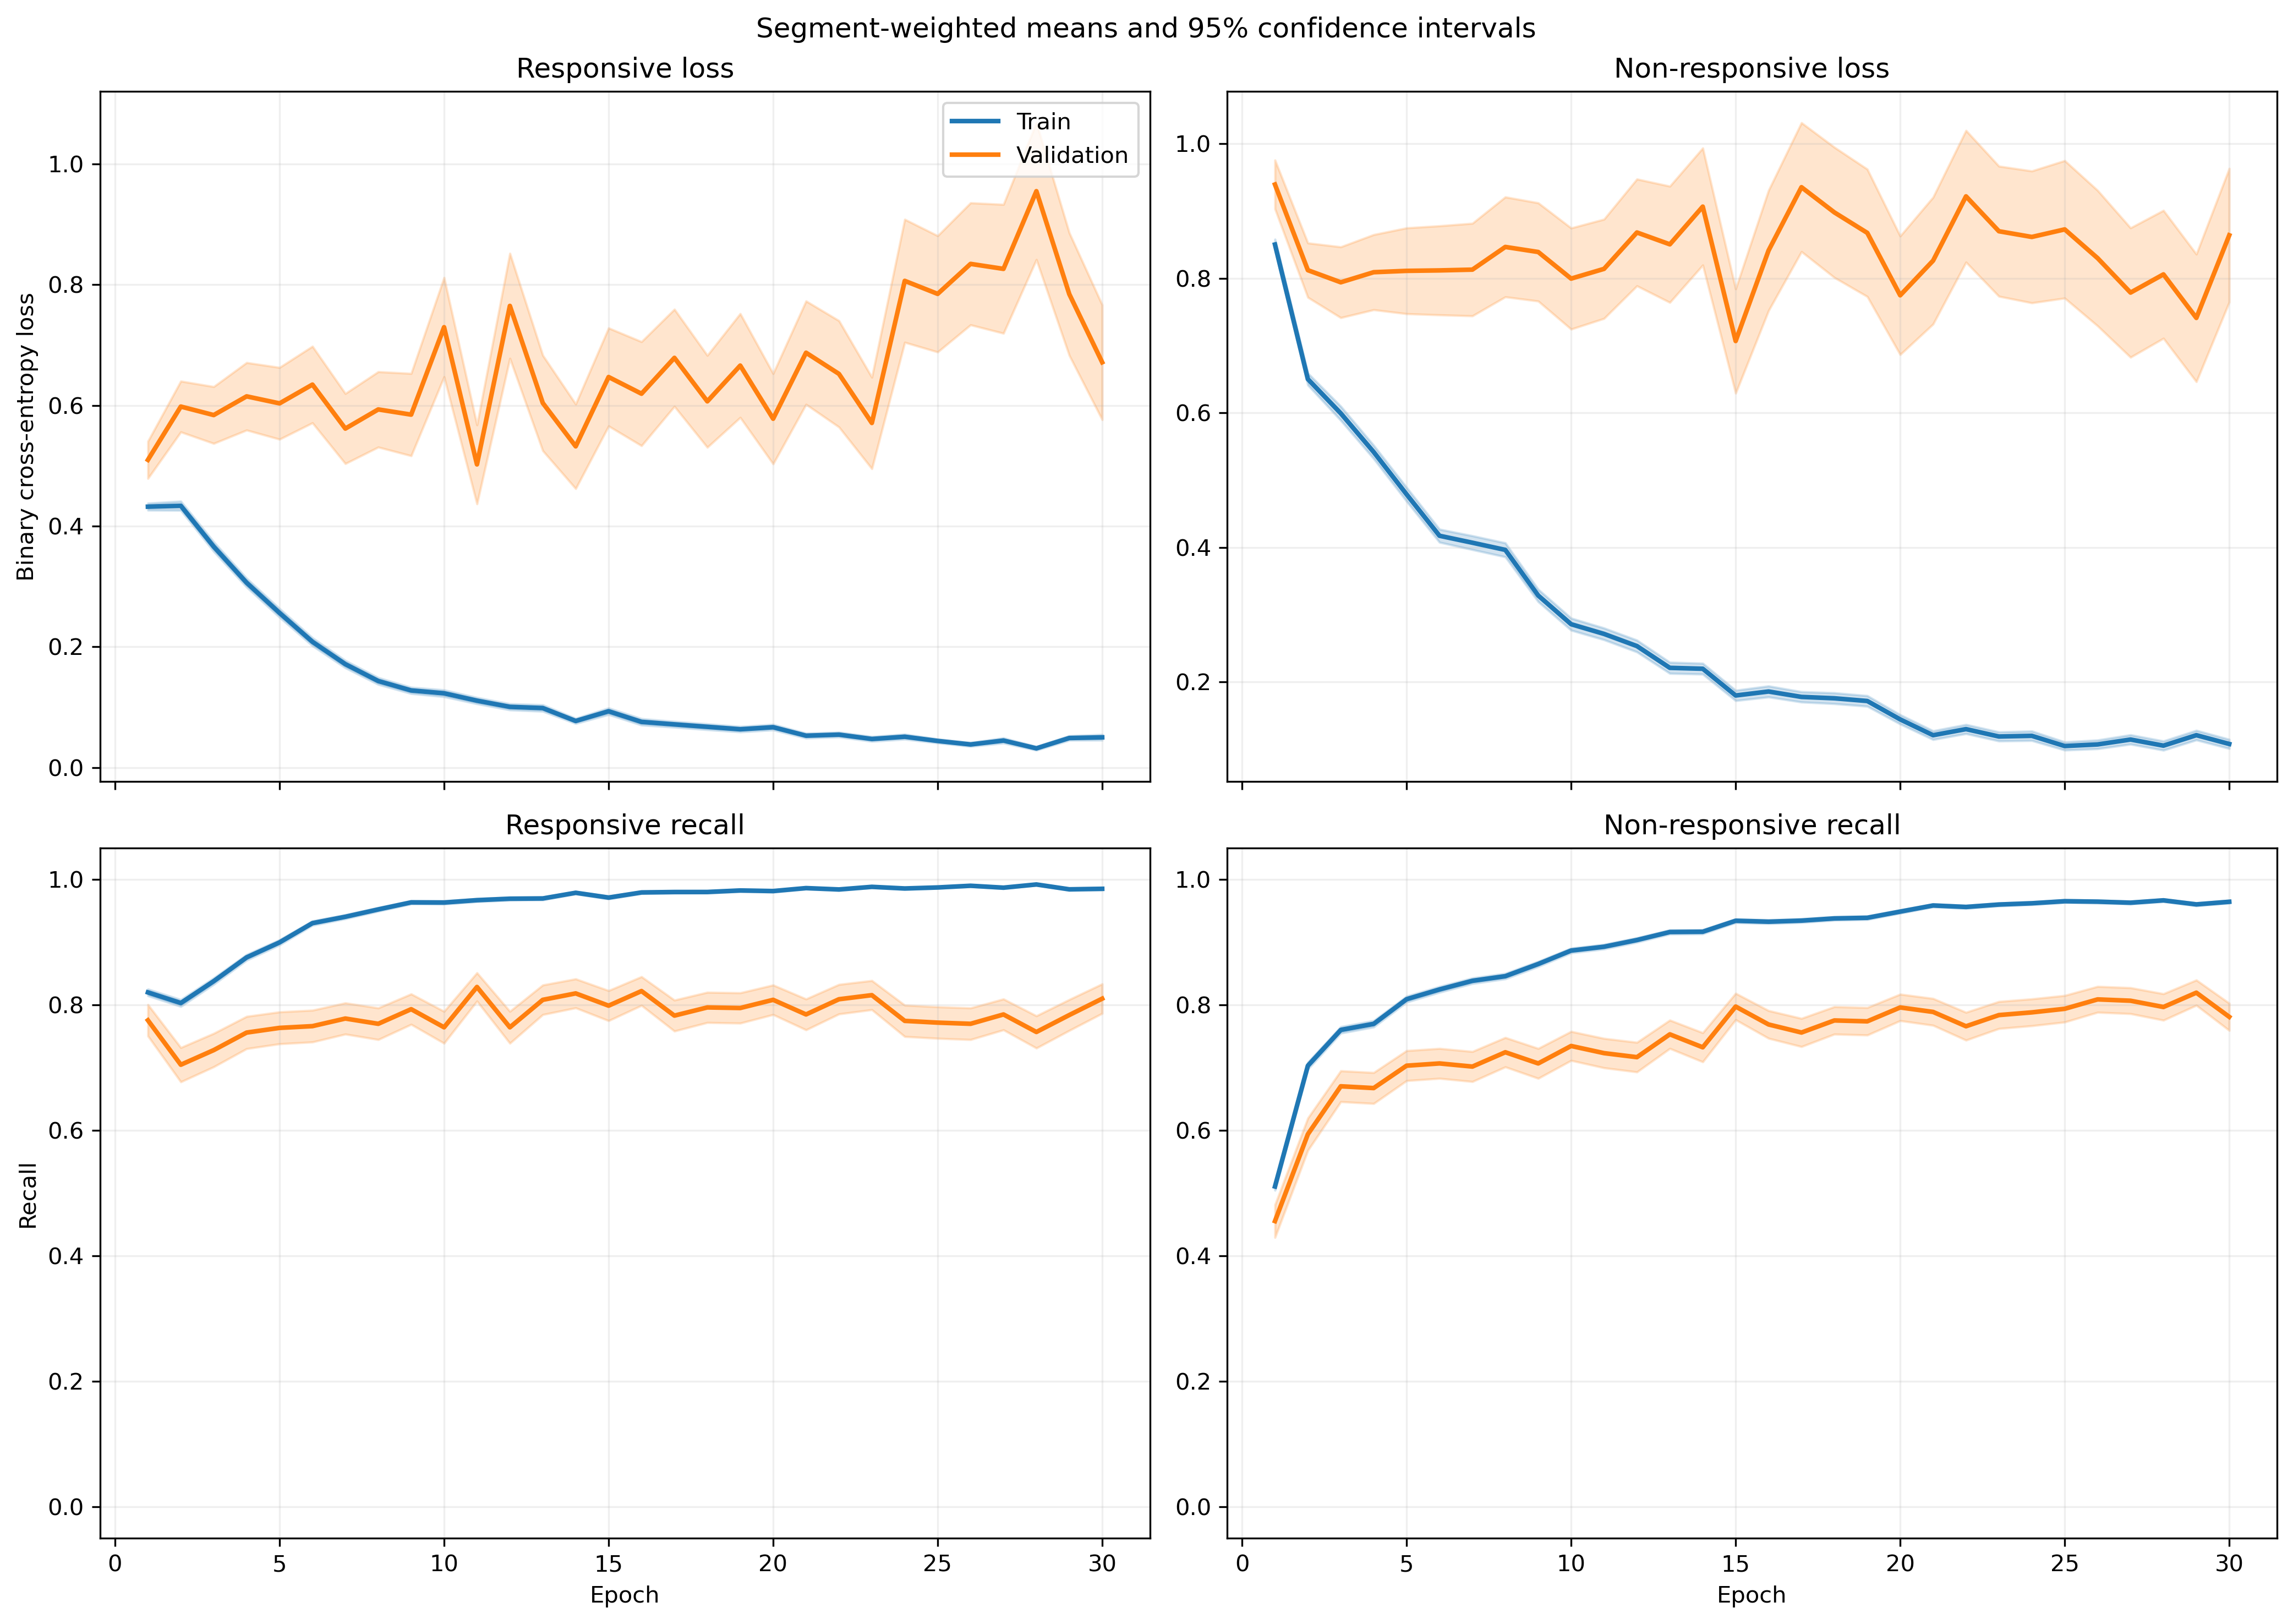 Segment-weighted means and 95% confidence intervals
Responsive loss
Non-responsive loss
Train
Validation
Binary cross-entropy loss
1.0
0.8
0.6
0.4
0.2
0.0
1.0
0.8
0.6
0.4
0.2
Responsive recall
Non-responsive recall
Recall
1.0
0.8
0.6
0.4
0.2
0.0
0 5 10 15 20 25 30
Epoch
1.0
0.8
0.6
0.4
0.2
0.0
0 5 10 15 20 25 30
Epoch